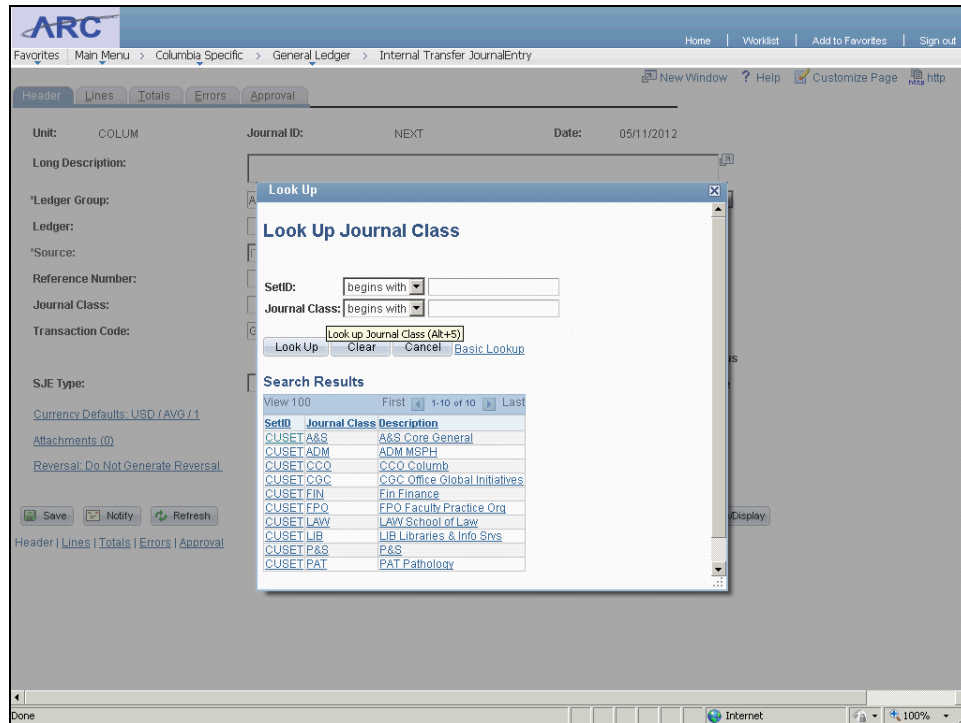 ARC
Home | Worklist | Add to Favorites | Sign out
Favorites Main Menu > Columbia Specific > General Ledger > Internal Transfer JournalEntry
New Window ? Help Customize Page http
Header Lines Totals Errors Approval
Unit: COLUM Journal ID: NEXT Date: 05/11/2012
Long Description:
*Ledger Group:
Ledger:
*Source:
Reference Number:
Journal Class:
Transaction Code:
SJE Type:
Currency Defaults: USD / AVG / 1
Attachments (0)
Reversal: Do Not Generate Reversal
Save Notify Refresh
Header | Lines | Totals | Errors | Approval
Look Up
Look Up Journal Class
SetID: begins with
Journal Class: begins with
Look up Journal Class (Alt+5)
Look Up Clear Cancel Basic Lookup
Search Results
View 100 First 1-10 of 10 Last
SetID Journal Class Description
CUSET A&S A&S Core General
CUSET ADM ADM MSPH
CUSET CCO CCO Columb
CUSET CGC CGC Office Global Initiatives
CUSET FIN Fin Finance
CUSET FPO FPO Faculty Practice Org
CUSET LAW LAW School of Law
CUSET LIB LIB Libraries & Info Srvs
CUSET P&S P&S
CUSET PAT PAT Pathology
/Display
Done Internet 100%